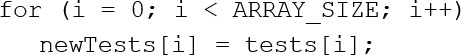 for (i = 0; i < ARRAY_SIZE; i++)
newTests[i] = tests[i];